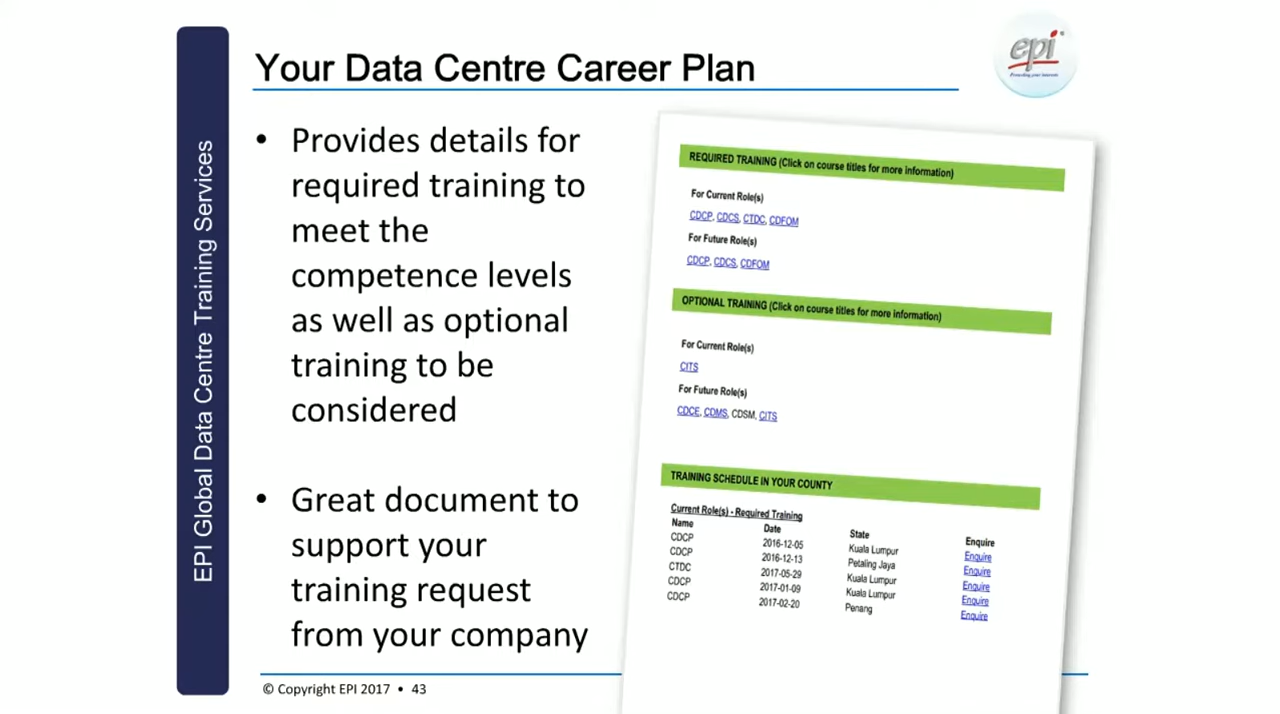 EPI Global Data Centre Training Services
Your Data Centre Career Plan
epi
• Provides details for
required training to
meet the
competence levels
as well as optional
training to be
considered
• Great document to
support your
training request
from your company
REQUIRED TRAINING (Click on course titles for more information)
For Current Role(s)
CDCP, CDCS, CTDC, CDFOM
For Future Role(s)
CDCP, CDCS, CDFOM
OPTIONAL TRAINING (Click on course titles for more information)
For Current Role(s)
CITS
For Future Role(s)
CDCE, CDMS, CDSM, CITS
TRAINING SCHEDULE IN YOUR COUNTY
Current Role(s) - Required Training
Name Date State Enquire
CDCP 2016-12-05 Kuala Lumpur Enquire
CDCP 2016-12-13 Petaling Jaya Enquire
CTDC 2017-05-29 Kuala Lumpur Enquire
CDCP 2017-01-09 Kuala Lumpur Enquire
CDCP 2017-02-20 Penang Enquire
© Copyright EPI 2017 • 43